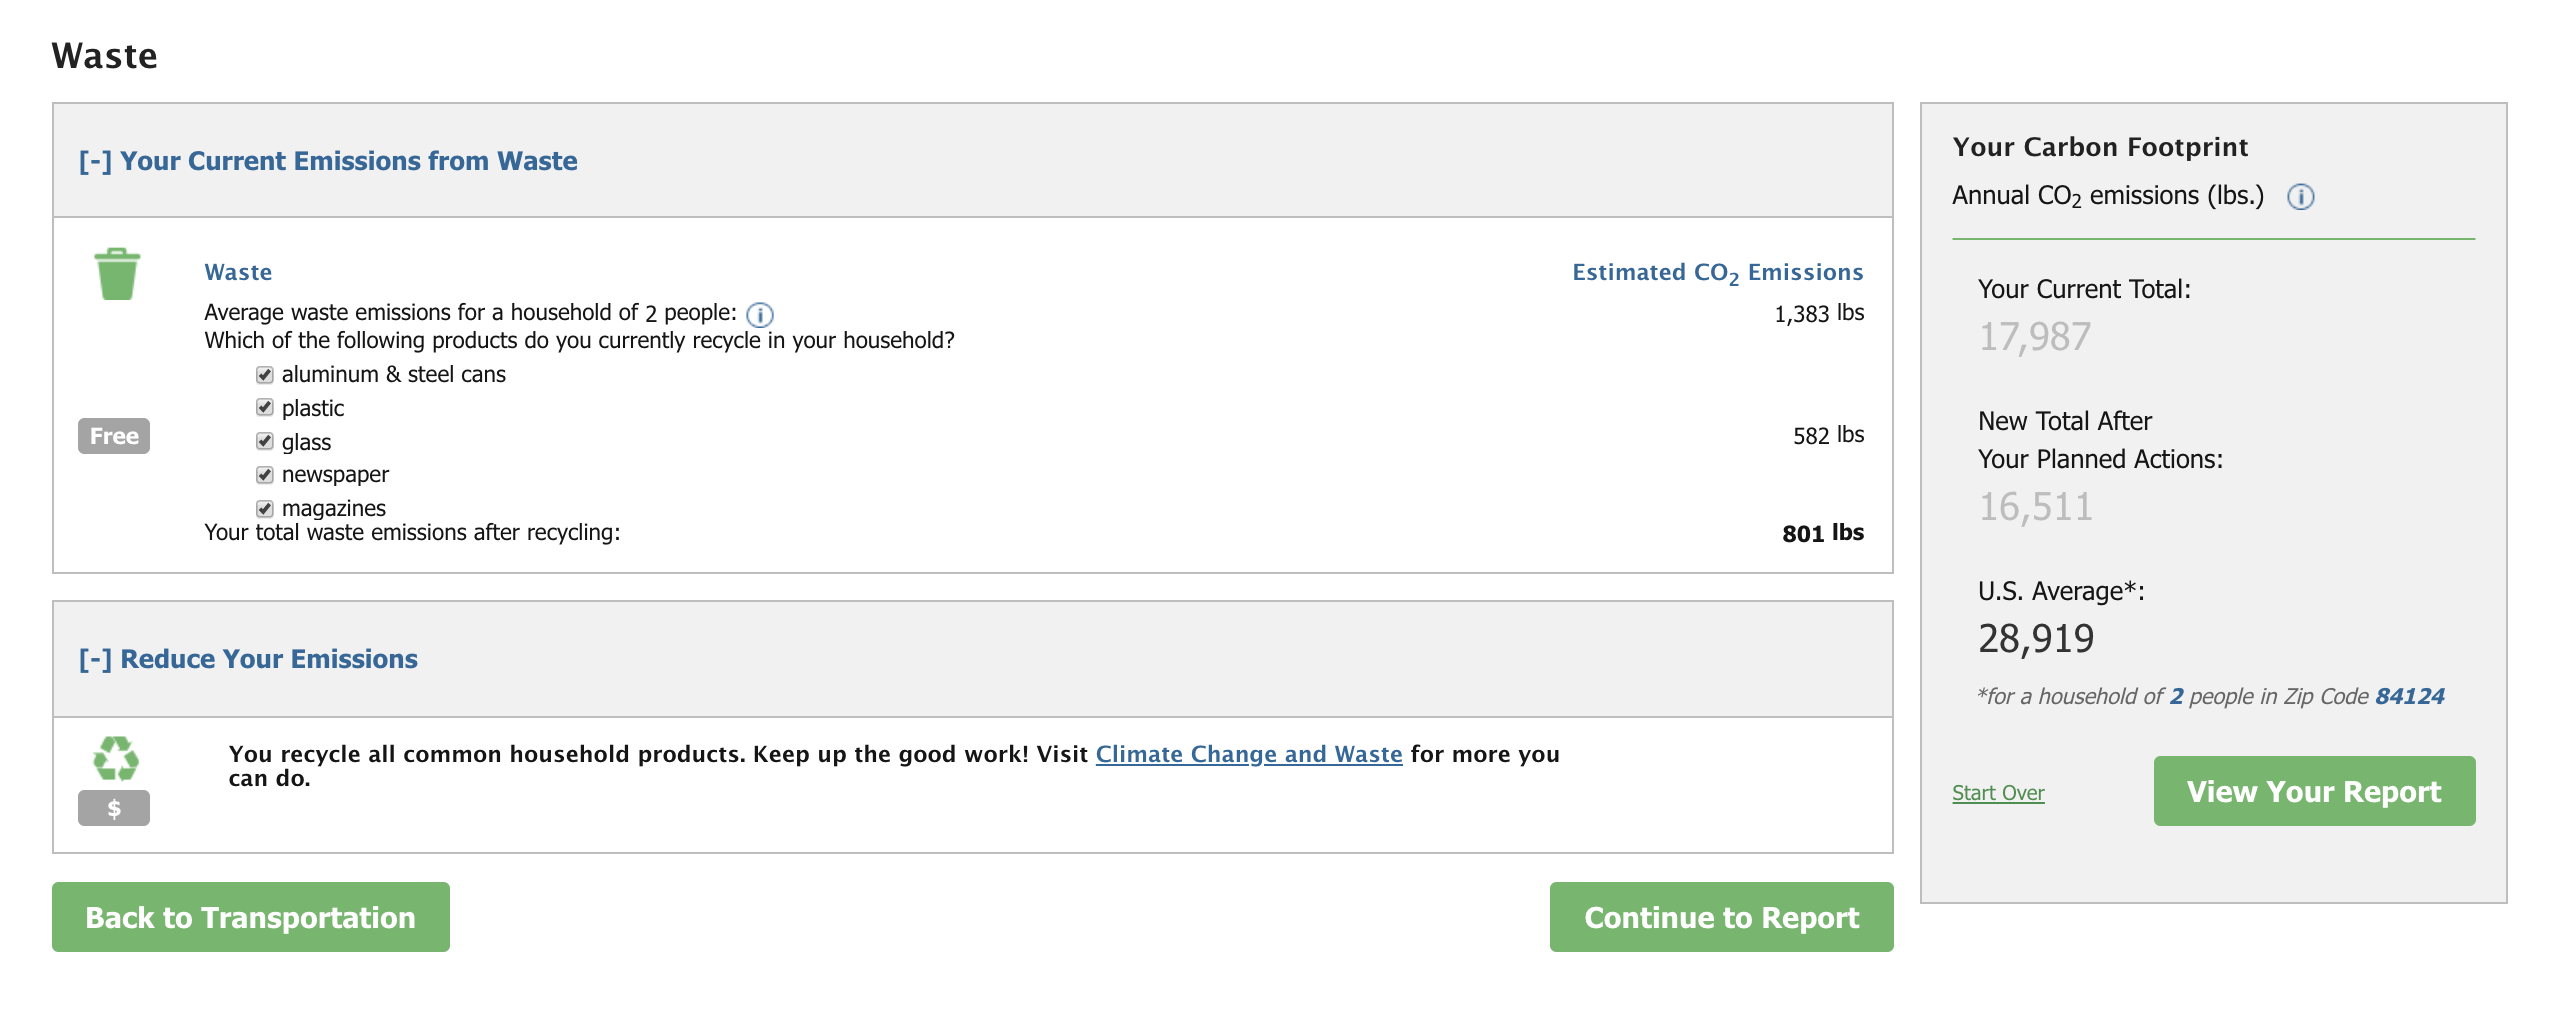 Waste
[-] Your Current Emissions from Waste
Waste
Estimated CO2 Emissions
Average waste emissions for a household of 2 people:
1,383 lbs
Which of the following products do you currently recycle in your household?
aluminum & steel cans
plastic
Free
glass
582 lbs
newspaper
magazines
Your total waste emissions after recycling:
801 lbs
[-] Reduce Your Emissions
$
You recycle all common household products. Keep up the good work! Visit Climate Change and Waste for more you
can do.
Back to Transportation
Continue to Report
Your Carbon Footprint
Annual CO2 emissions (lbs.)
Your Current Total:
17,987
New Total After
Your Planned Actions:
16,511
U.S. Average*:
28,919
*for a household of 2 people in Zip Code 84124
Start Over
View Your Report